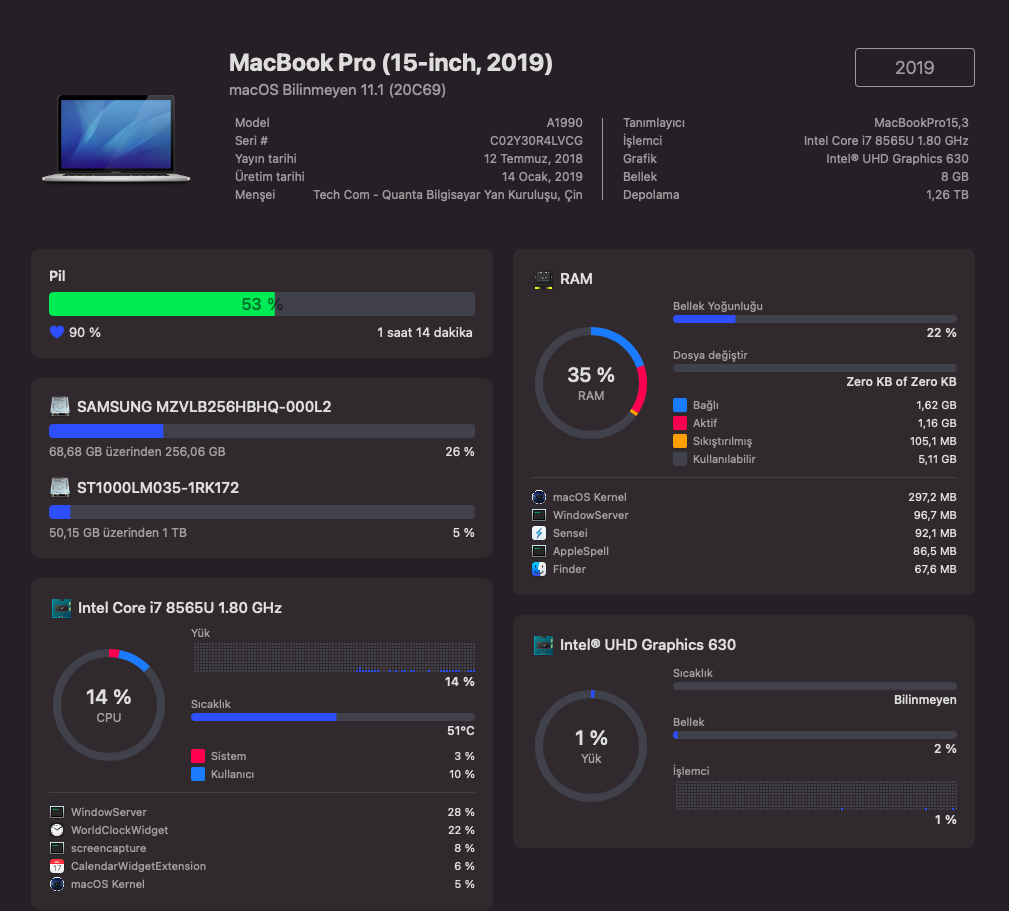 MacBook Pro (15-inch, 2019)
macOS Bilinmeyen 11.1 (20C69)
2019
Model A1990
Seri # C02Y30R4LVCG
Yayın tarihi 12 Temmuz, 2018
Üretim tarihi 14 Ocak, 2019
Menşei Tech Com - Quanta Bilgisayar Yan Kuruluşu, Çin
Tanımlayıcı MacBookPro15,3
İşlemci Intel Core i7 8565U 1.80 GHz
Grafik Intel® UHD Graphics 630
Bellek 8 GB
Depolama 1,26 TB
Pil
53 %
90 % 1 saat 14 dakika
SAMSUNG MZVLB256HBHQ-000L2
68,68 GB üzerinden 256,06 GB 26 %
ST1000LM035-1RK172
50,15 GB üzerinden 1 TB 5 %
Intel Core i7 8565U 1.80 GHz
14 %
CPU
Yük
14 %
Sıcaklık
51°C
Sistem 3 %
Kullanıcı 10 %
WindowServer 28 %
WorldClockWidget 22 %
screencapture 8 %
17
CalendarWidgetExtension 6 %
macOS Kernel 5 %
RAM
35 %
RAM
Bellek Yoğunluğu
22 %
Dosya değiştir
Zero KB of Zero KB
Bağlı 1,62 GB
Aktif 1,16 GB
Sıkıştırılmış 105,1 MB
Kullanılabilir 5,11 GB
macOS Kernel 297,2 MB
WindowServer 96,7 MB
Sensei 92,1 MB
AppleSpell 86,5 MB
Finder 67,6 MB
Intel® UHD Graphics 630
1 %
Yük
Sıcaklık
Bilinmeyen
Bellek
2 %
İşlemci
1 %